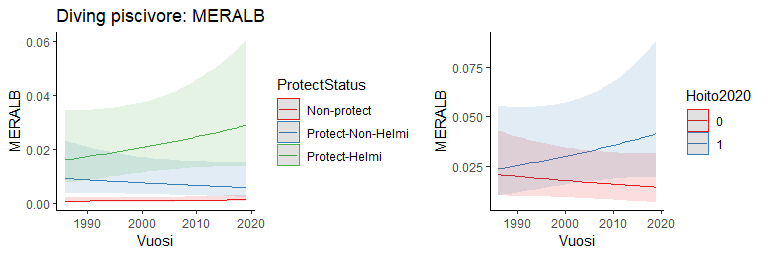 Diving piscivore: MERALB
0.06
0.04
0.02
0.00
MERALB
1990
2000
2010
2020
Vuosi
ProtectStatus
Non-protect
Protect-Non-Helmi
Protect-Helmi
0.075
0.050
0.025
MERALB
1990
2000
2010
2020
Vuosi
Hoito2020
0
1